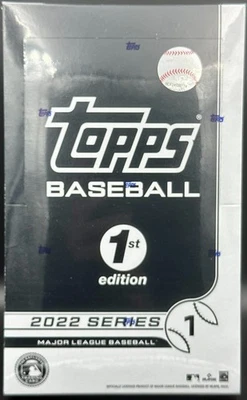 Topps
BASEBALL
1st
edition
2022 SERIES 1
MAJOR LEAGUE BASEBALL